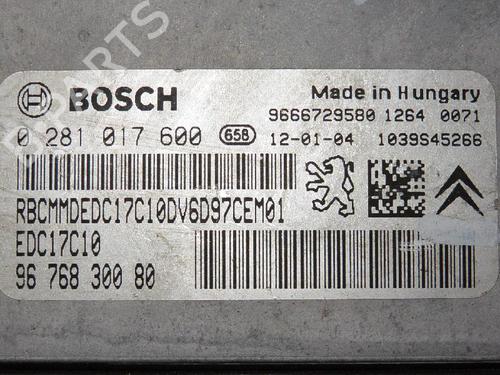 BOSCH
Made in Hungary
9666729580 1264 0071
0 281 017 600 658 12-01-04 1039S45266
RBCMMDEDC17C10DV6D97CEM01
EDC17C10
96 768 300 80